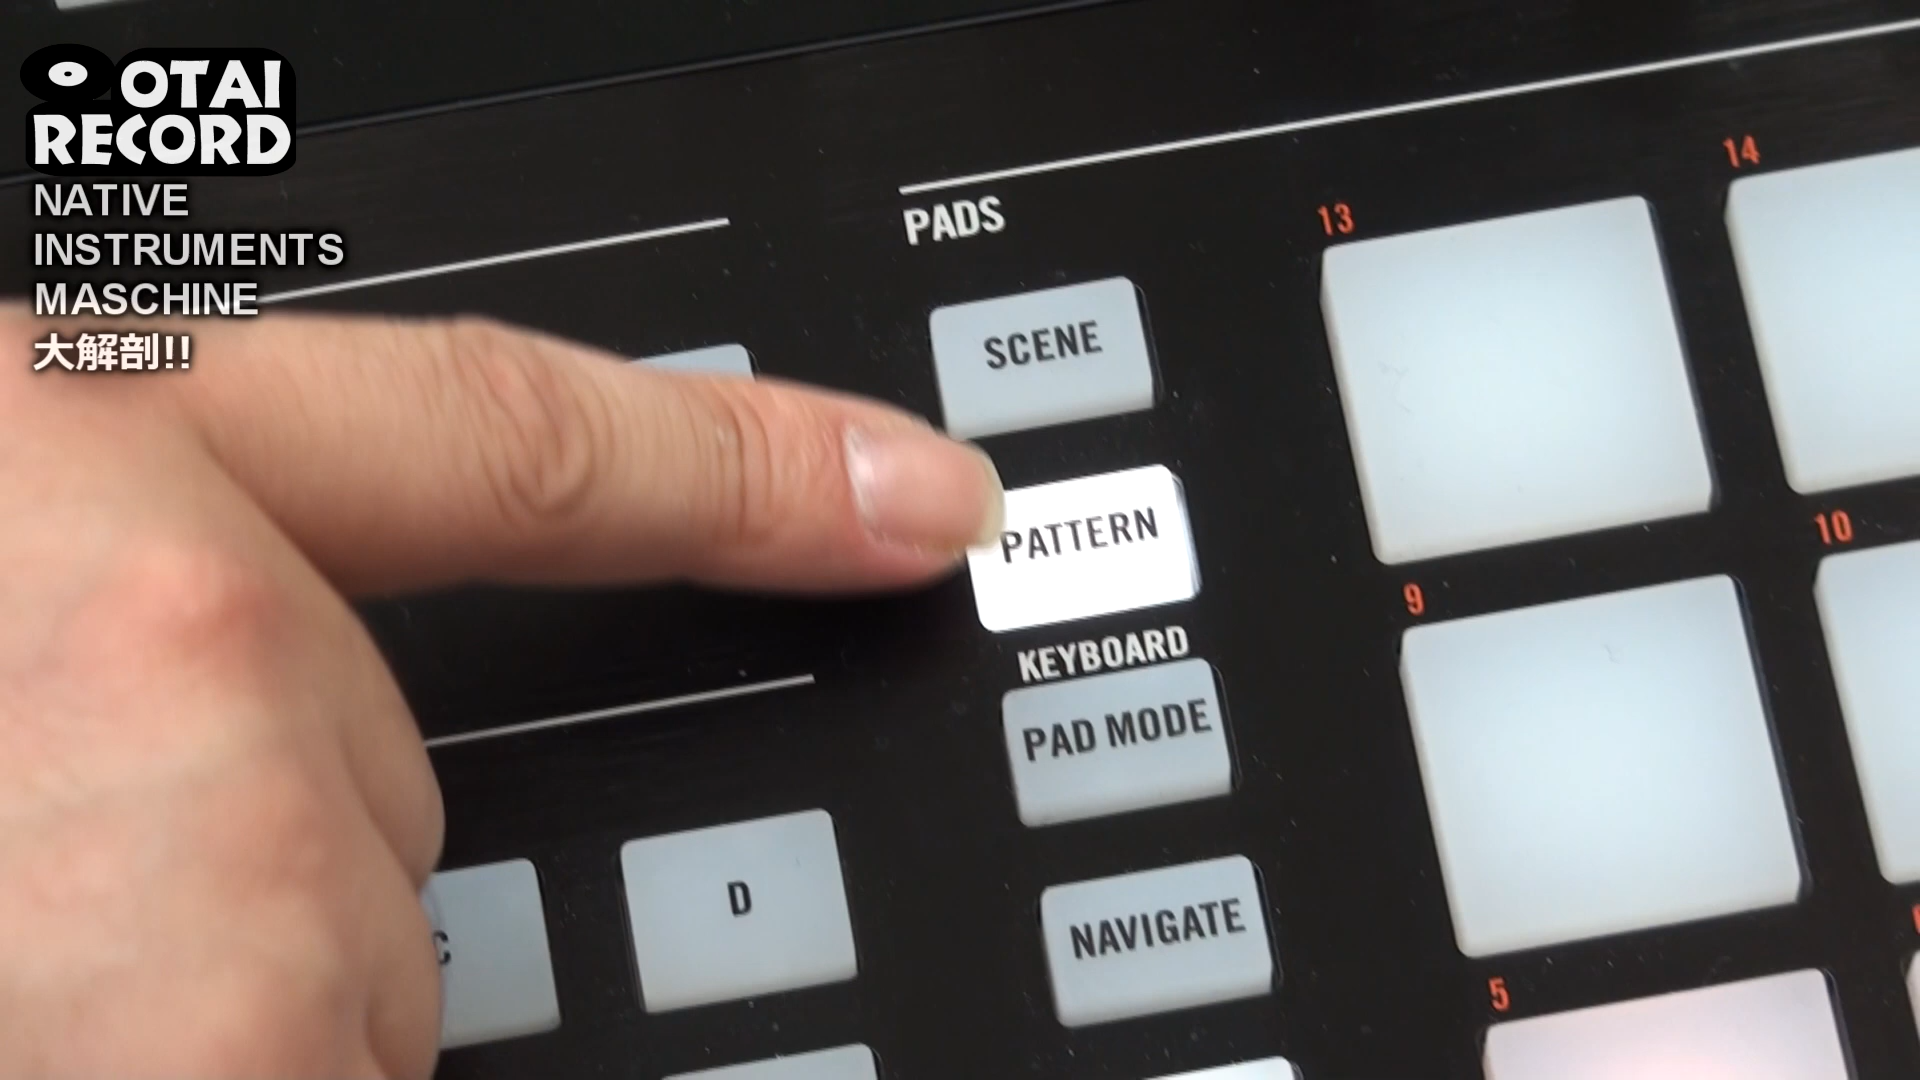 OTAI
RECORD
NATIVE
INSTRUMENTS
MASCHINE
大解剖!!
PADS
SCENE
PATTERN
KEYBOARD
PAD MODE
NAVIGATE
C
D
13
14
9
10
5